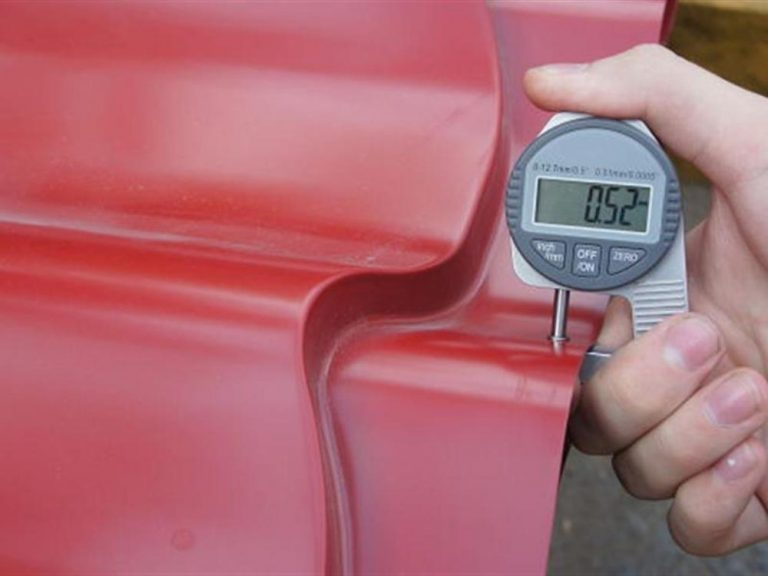 0-12.7mm/0.5" 0.01mm/0.0005"
0.52
inch
/mm
OFF
/ON
ZERO